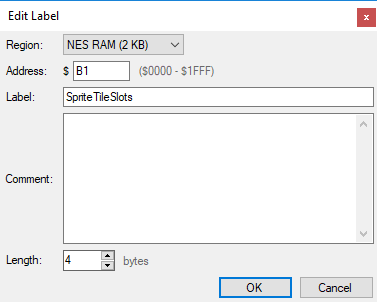 Edit Label
x
Region: NES RAM (2 KB)
Address: $ B1 ($0000 - $1FFF)
Label: SpriteTileSlots
Comment:
Length: 4 bytes
OK Cancel